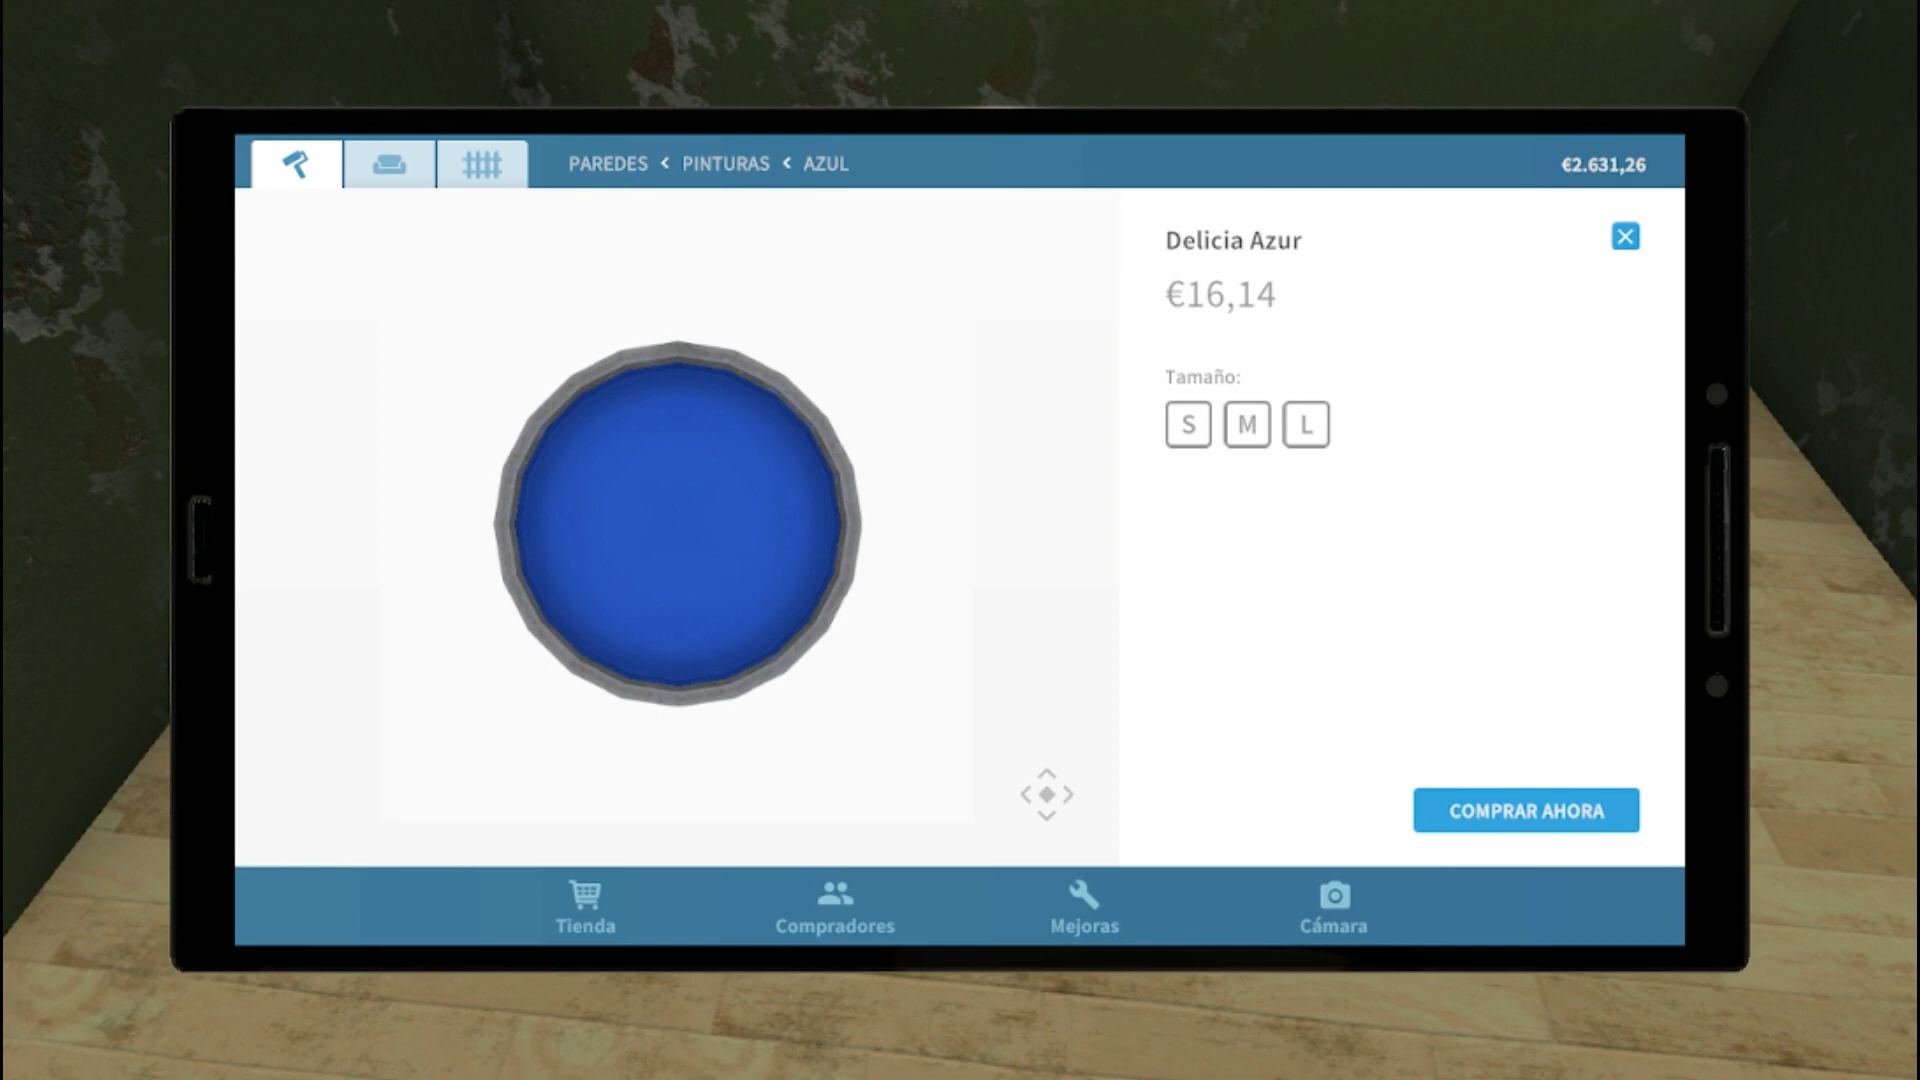 PAREDES < PINTURAS < AZUL
€2.631,26
Delicia Azur
€16,14
Tamaño:
S M L
COMPRAR AHORA
Tienda
Compradores
Mejoras
Cámara